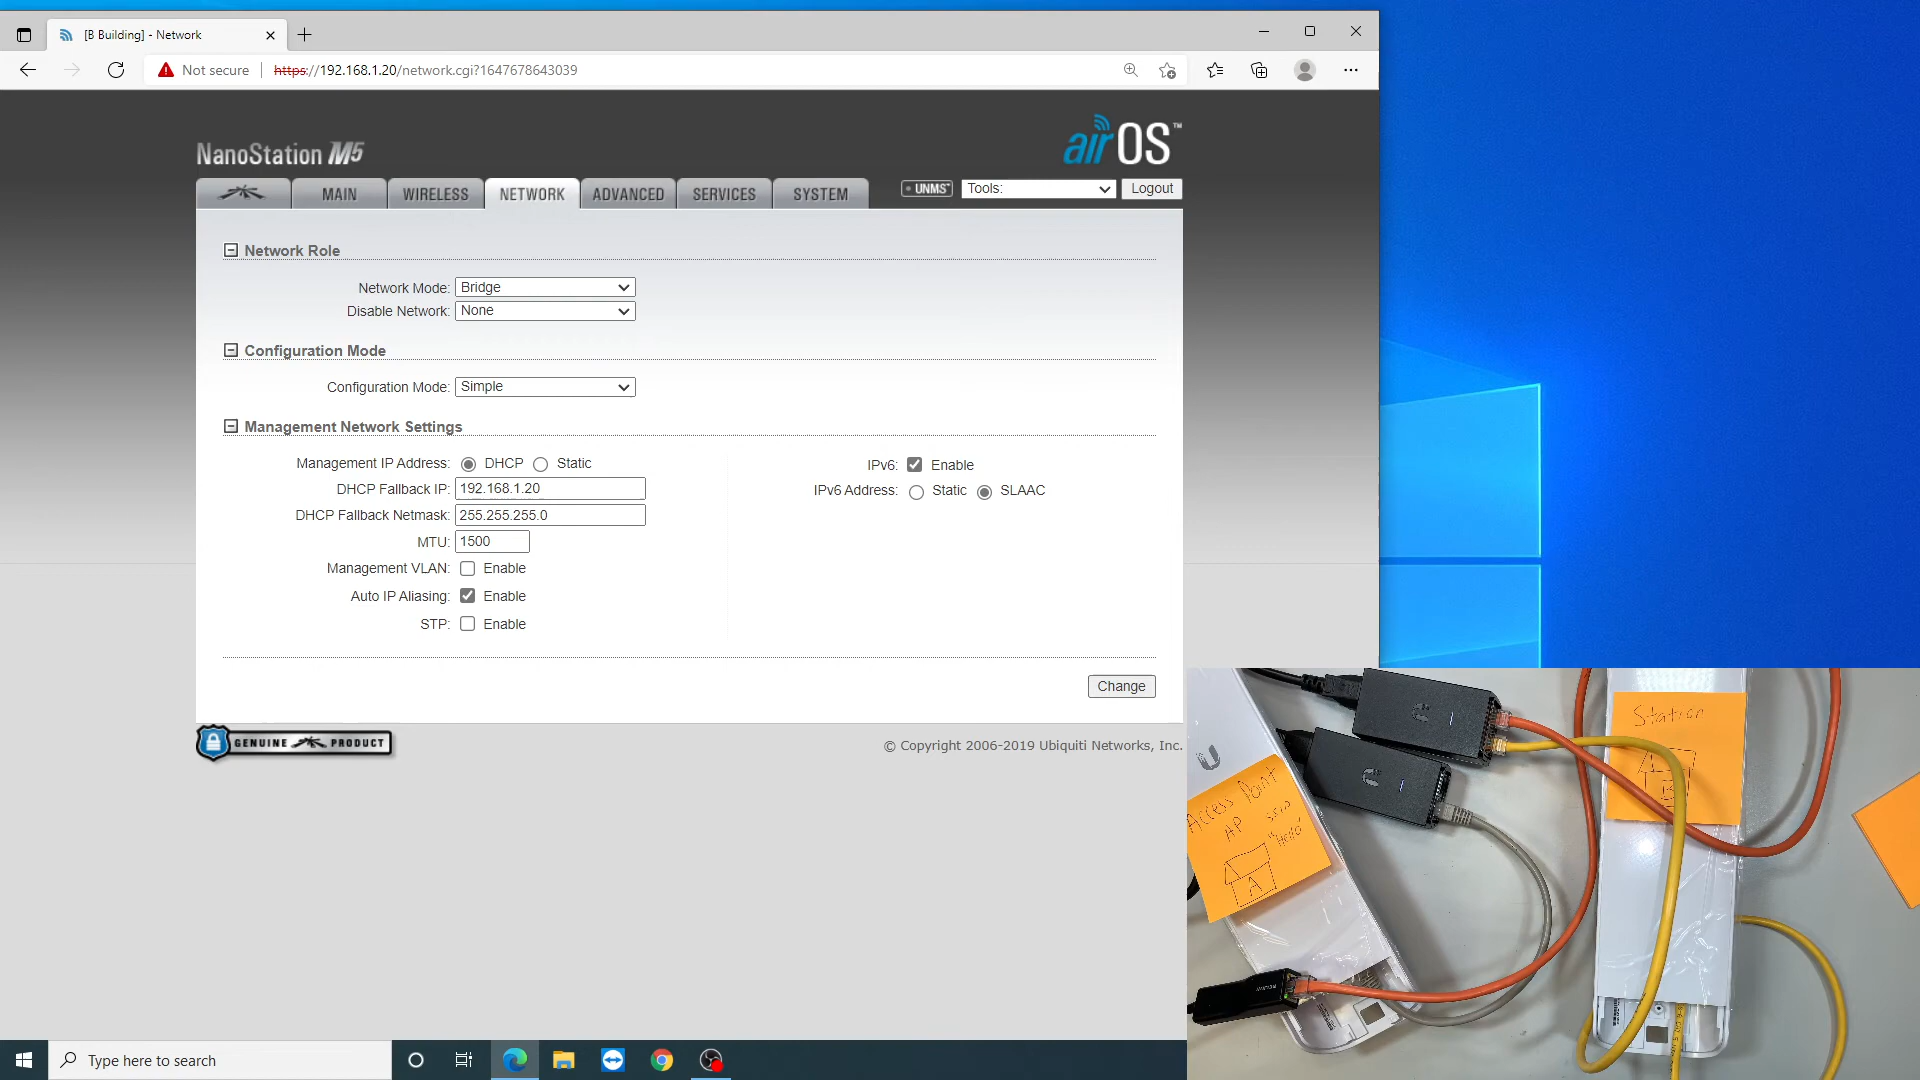 [B Building] - Network
Not secure
https://192.168.1.20/network.cgi?1647678643039
NanoStation M5
airOS™
MAIN
WIRELESS
NETWORK
ADVANCED
SERVICES
SYSTEM
UNMS™
Tools:
Logout
Network Role
Network Mode: Bridge
Disable Network: None
Configuration Mode
Configuration Mode: Simple
Management Network Settings
Management IP Address: DHCP Static
DHCP Fallback IP: 192.168.1.20
DHCP Fallback Netmask: 255.255.255.0
MTU: 1500
Management VLAN: Enable
Auto IP Aliasing: Enable
STP: Enable
IPv6: Enable
IPv6 Address: Static SLAAC
Change
GENUINE PRODUCT
© Copyright 2006-2019 Ubiquiti Networks, Inc.
Type here to search
Station
B
Access Point
AP
SSID
"Hello"
A